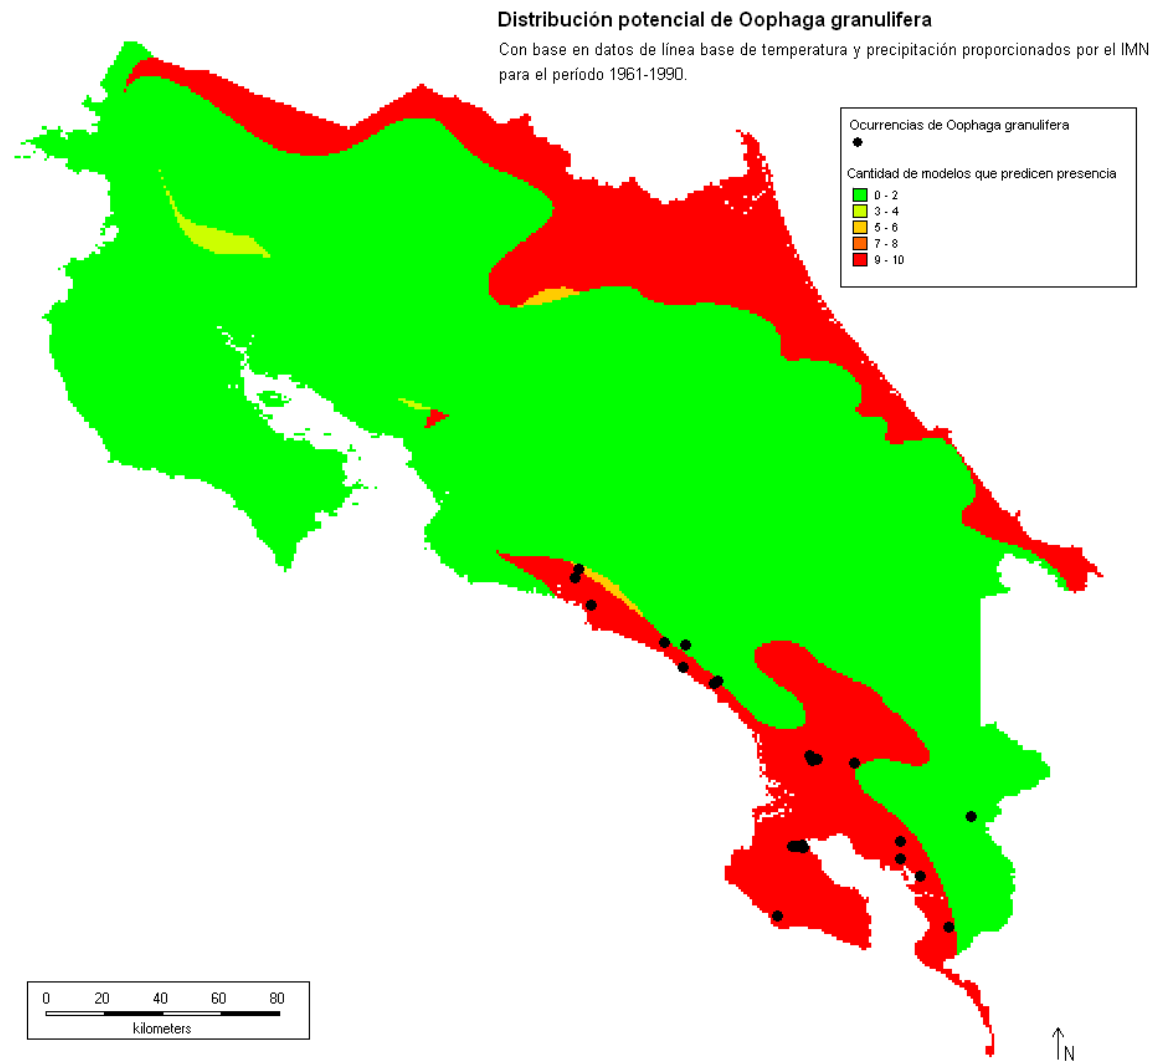 Distribución potencial de Oophaga granulifera
Con base en datos de línea base de temperatura y precipitación proporcionados por el IMN
para el período 1961-1990.
Ocurrencias de Oophaga granulifera
Cantidad de modelos que predicen presencia
0 - 2
3 - 4
5 - 6
7 - 8
9 - 10
0 20 40 60 80
kilometers
N